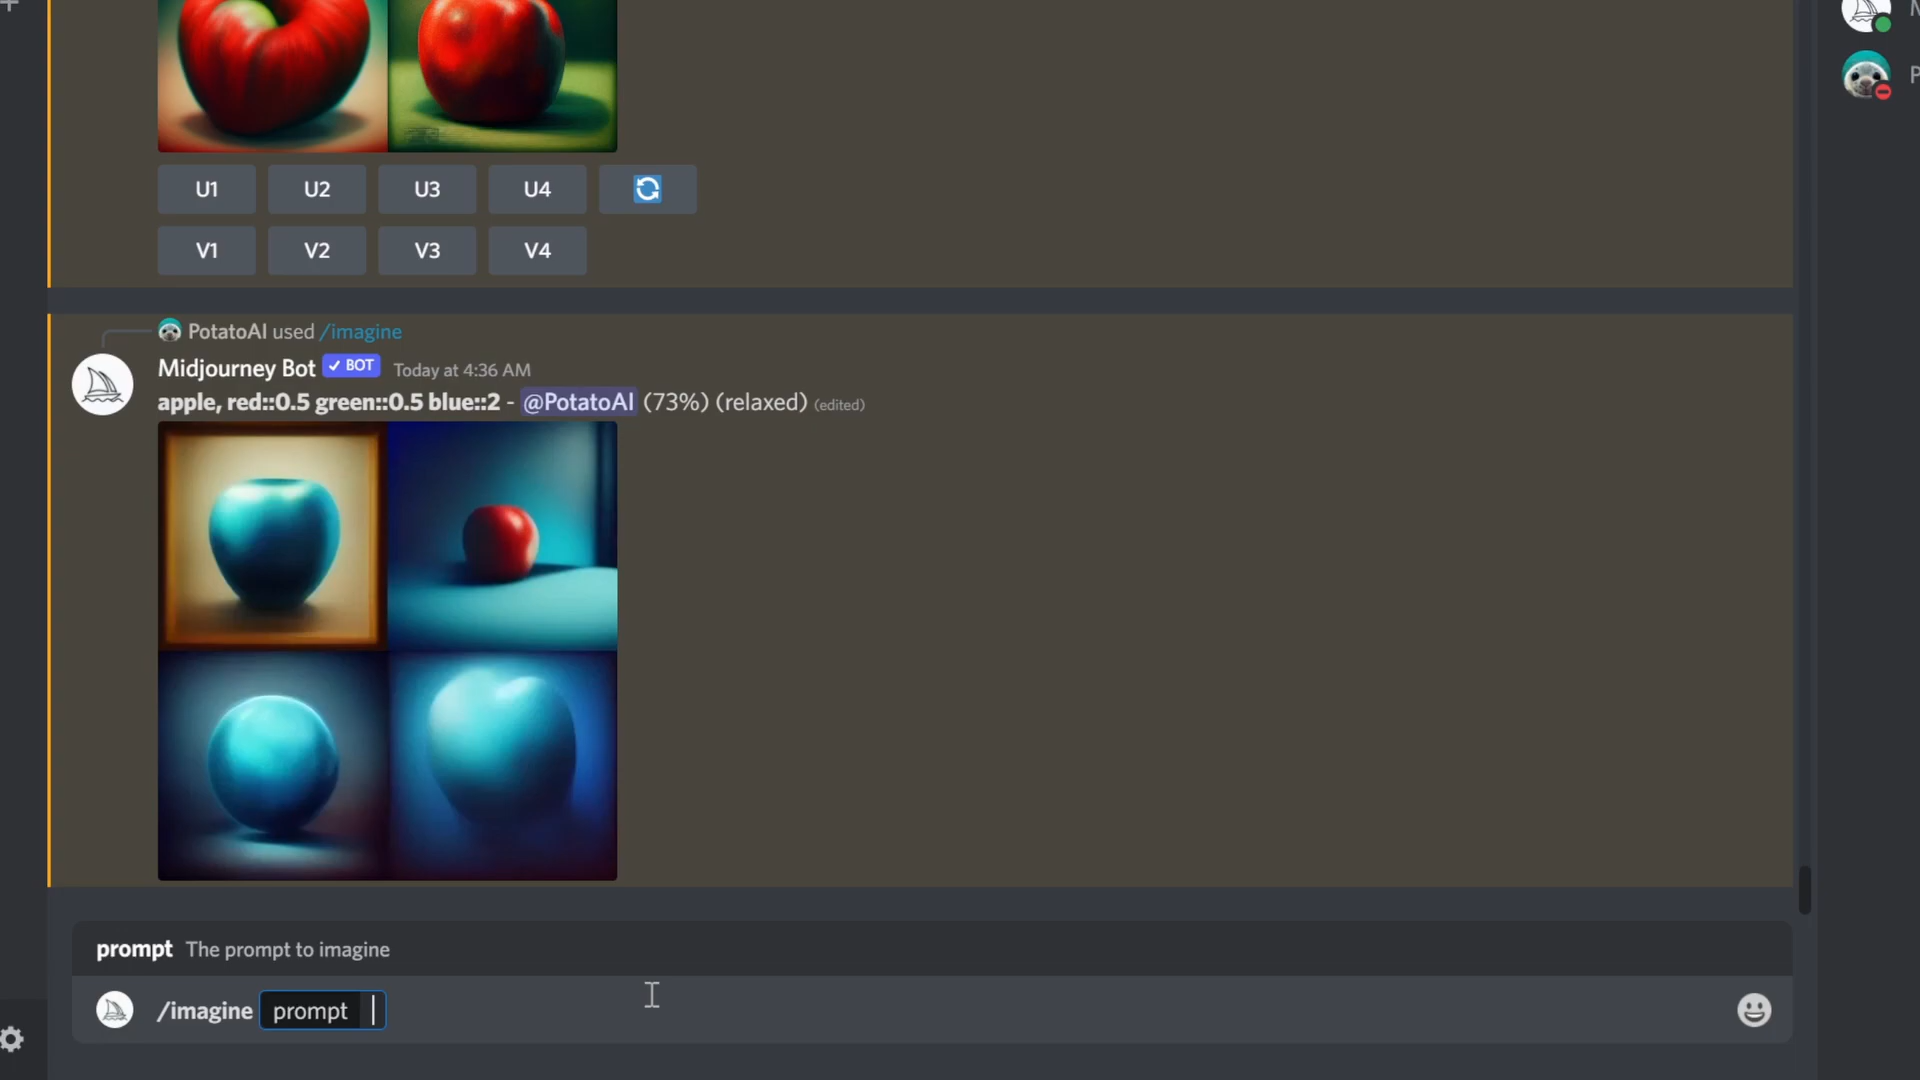 M
P
U1 U2 U3 U4
V1 V2 V3 V4
PotatoAI used /imagine
Midjourney Bot ✓ BOT Today at 4:36 AM
apple, red::0.5 green::0.5 blue::2 - @PotatoAI (73%) (relaxed) (edited)
prompt The prompt to imagine
/imagine prompt